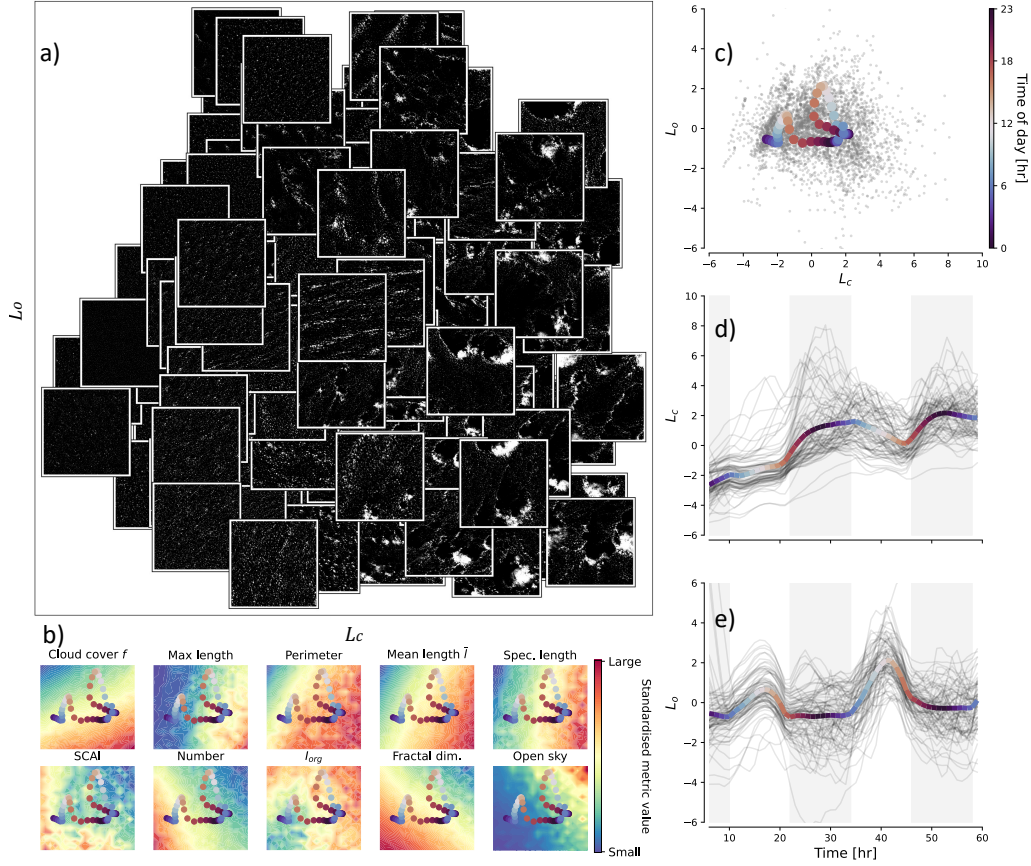 a)
Lo
Lc
b)
Cloud cover f
Max length
Perimeter
Mean length l̄
Spec. length
SCAI
Number
Iorg
Fractal dim.
Open sky
Large
Standardised metric value
Small
c)
6
4
2
0
−2
−4
−6
Lo
−6 −4 −2 0 2 4 6 8 10
Lc
23
18
12
6
0
Time of day [hr]
d)
10
8
6
4
2
0
−2
−4
−6
Lc
e)
6
4
2
0
−2
−4
−6
Lo
10 20 30 40 50 60
Time [hr]